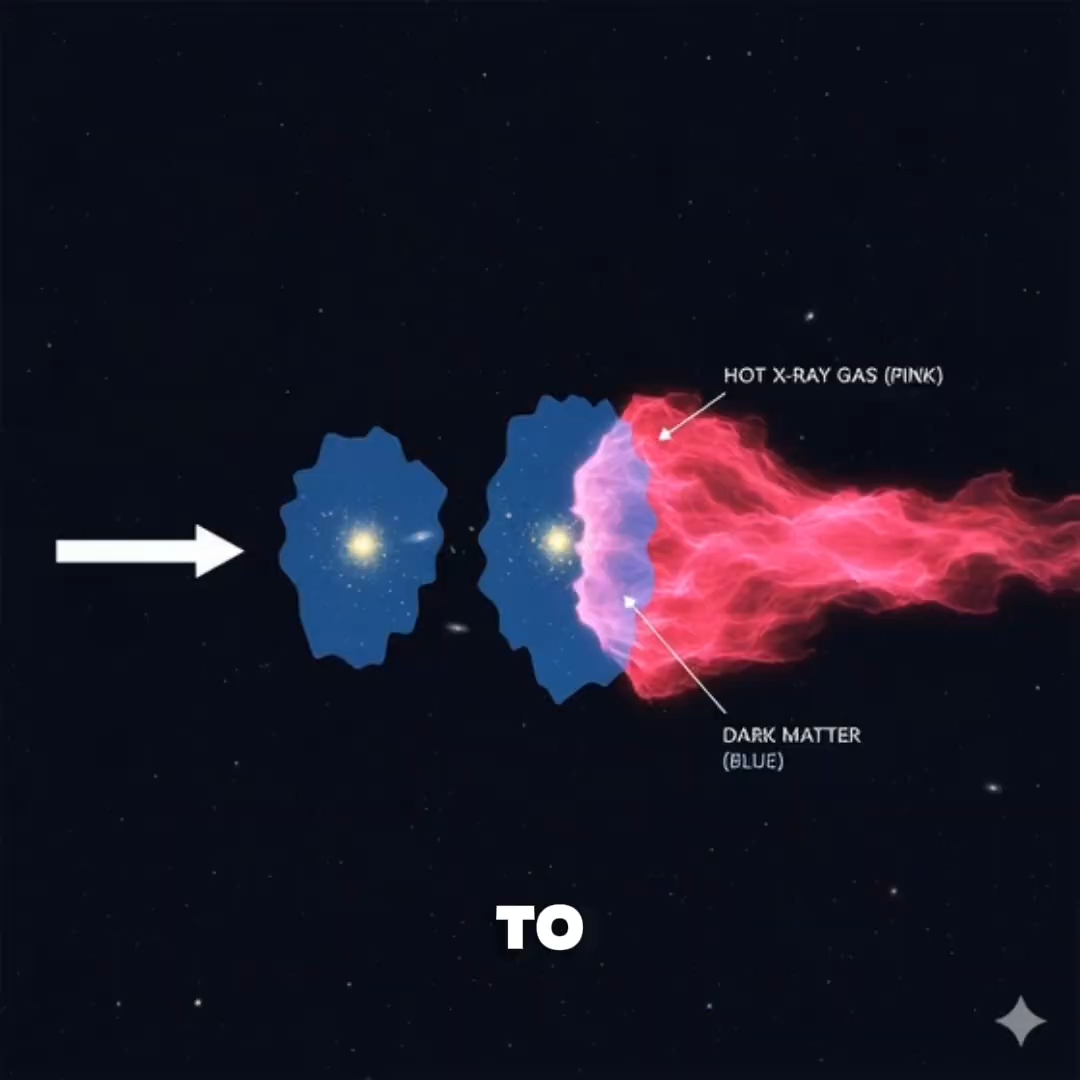 HOT X-RAY GAS (PINK)
DARK MATTER
(BLUE)
TO